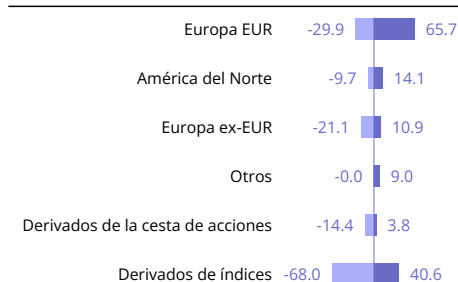 Europa EUR -29.9 65.7
América del Norte -9.7 14.1
Europa ex-EUR -21.1 10.9
Otros -0.0 9.0
Derivados de la cesta de acciones -14.4 3.8
Derivados de índices -68.0 40.6